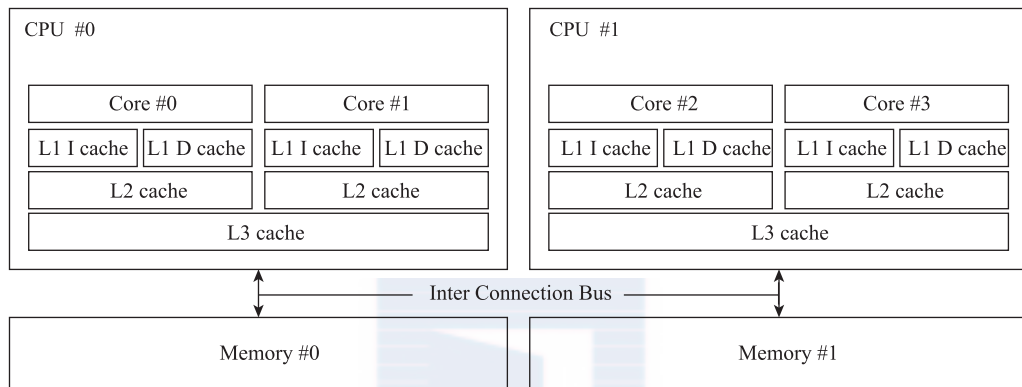 CPU #0
CPU #1
Core #0
Core #1
Core #2
Core #3
L1 I cache
L1 D cache
L1 I cache
L1 D cache
L1 I cache
L1 D cache
L1 I cache
L1 D cache
L2 cache
L2 cache
L2 cache
L2 cache
L3 cache
L3 cache
Inter Connection Bus
Memory #0
Memory #1